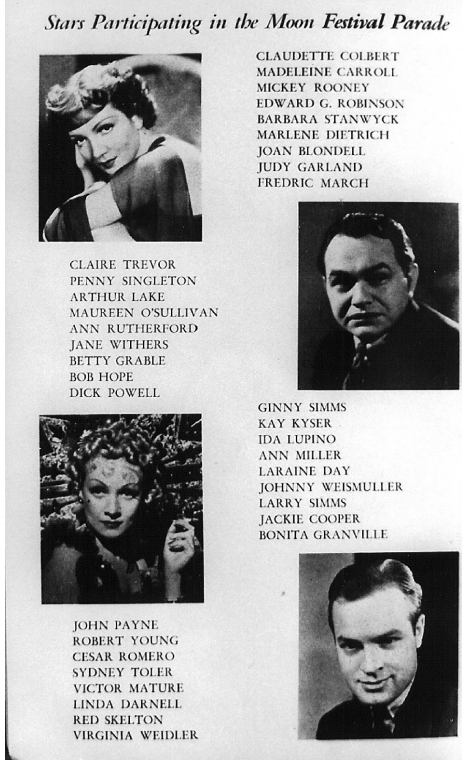 Stars Participating in the Moon Festival Parade
CLAUDETTE COLBERT
MADELEINE CARROLL
MICKEY ROONEY
EDWARD G. ROBINSON
BARBARA STANWYCK
MARLENE DIETRICH
JOAN BLONDELL
JUDY GARLAND
FREDRIC MARCH
CLAIRE TREVOR
PENNY SINGLETON
ARTHUR LAKE
MAUREEN O'SULLIVAN
ANN RUTHERFORD
JANE WITHERS
BETTY GRABLE
BOB HOPE
DICK POWELL
GINNY SIMMS
KAY KYSER
IDA LUPINO
ANN MILLER
LARAINE DAY
JOHNNY WEISMULLER
LARRY SIMMS
JACKIE COOPER
BONITA GRANVILLE
JOHN PAYNE
ROBERT YOUNG
CESAR ROMERO
SYDNEY TOLER
VICTOR MATURE
LINDA DARNELL
RED SKELTON
VIRGINIA WEIDLER